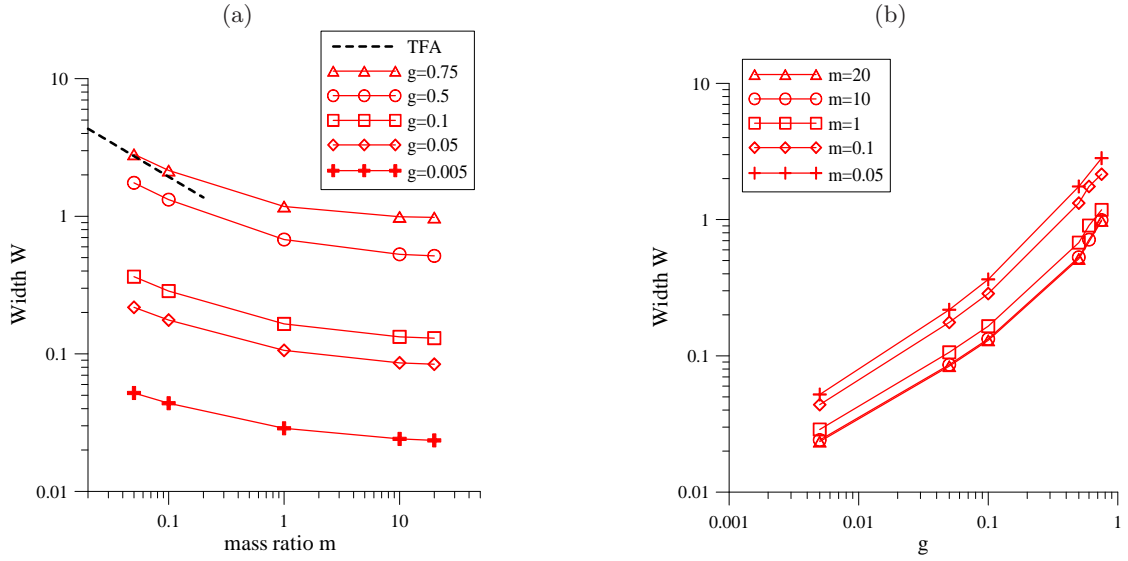 (a)
TFA
g=0.75
g=0.5
g=0.1
g=0.05
g=0.005
10
1
0.1
0.01
Width W
0.1
1
10
mass ratio m
(b)
m=20
m=10
m=1
m=0.1
m=0.05
10
1
0.1
0.01
Width W
0.001
0.01
0.1
1
g